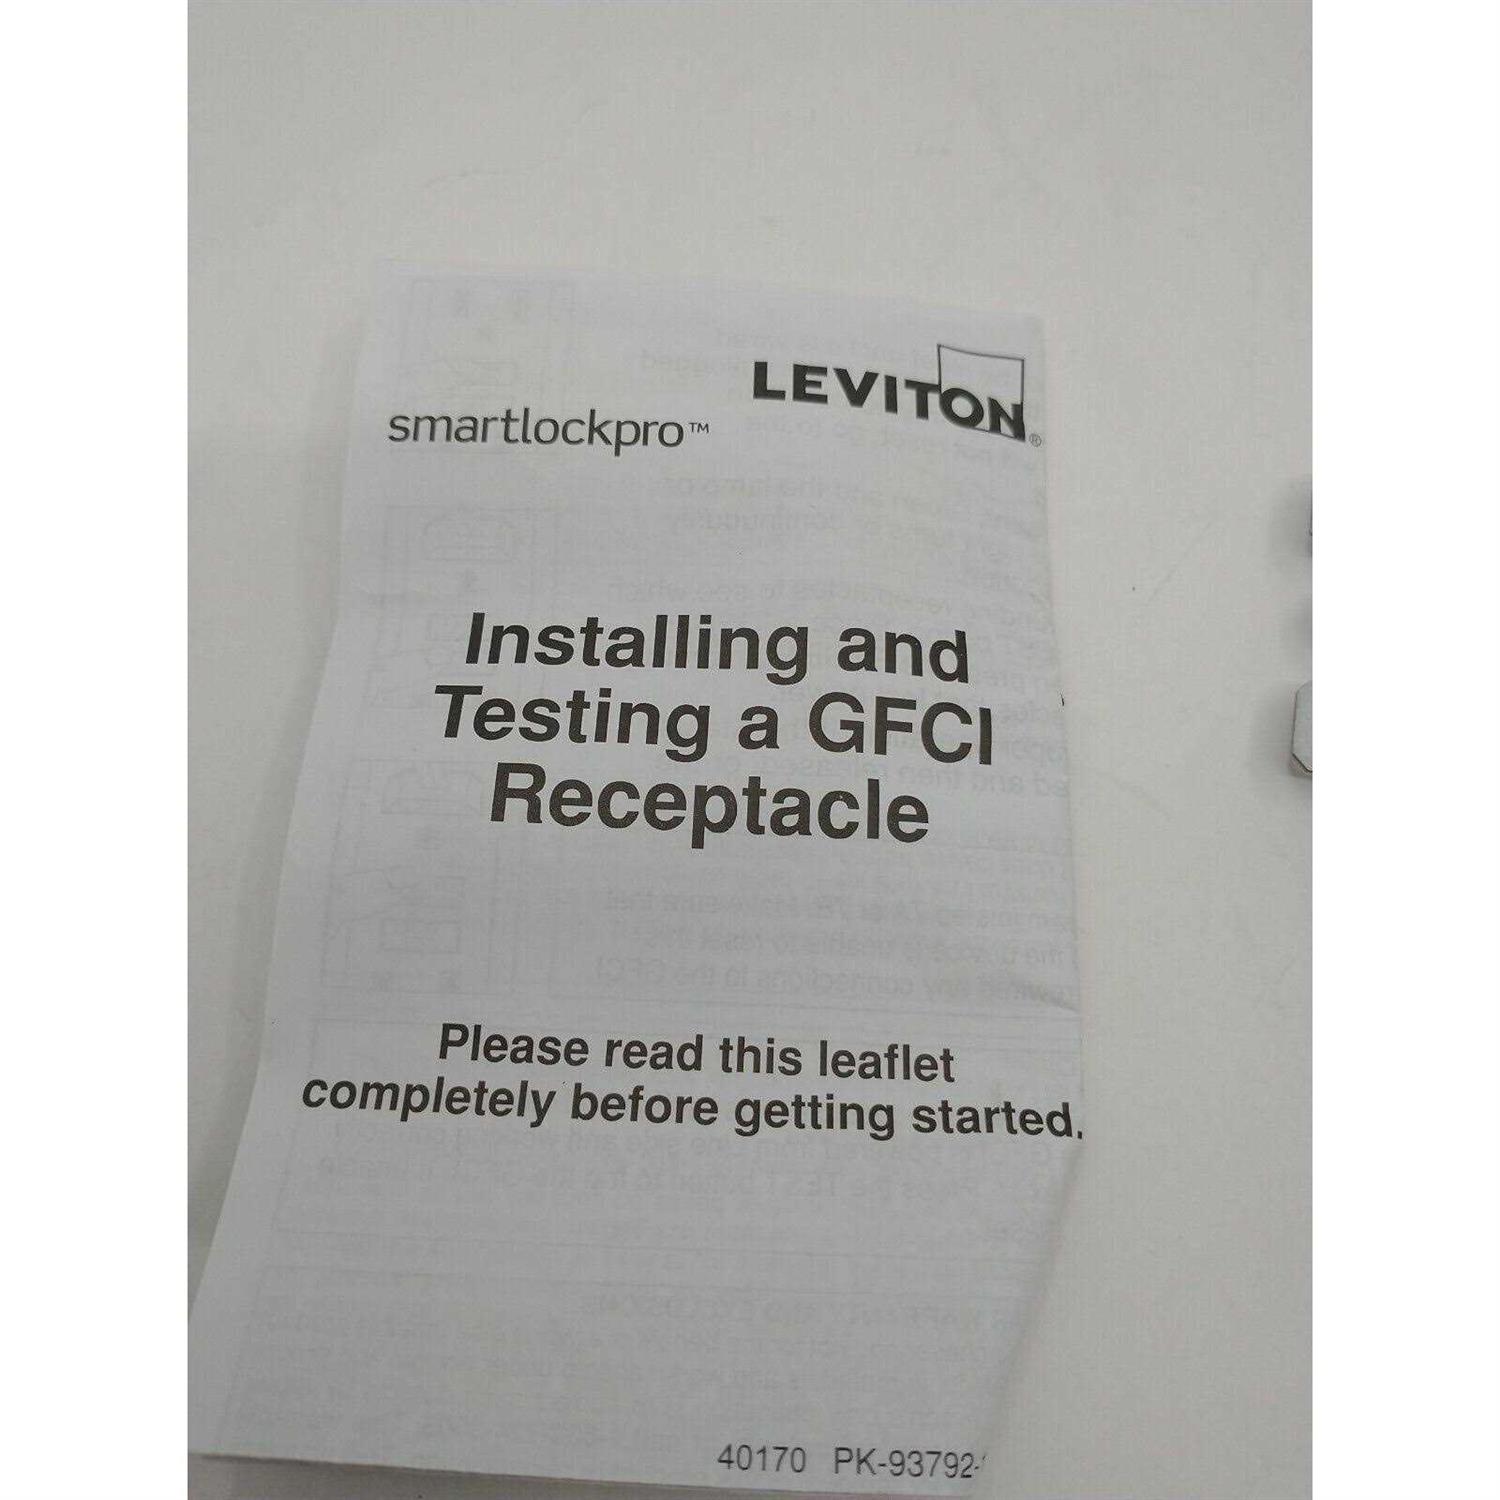 LEVITON®
smartlockpro™
Installing and
Testing a GFCI
Receptacle
Please read this leaflet
completely before getting started.
40170 PK-93792-